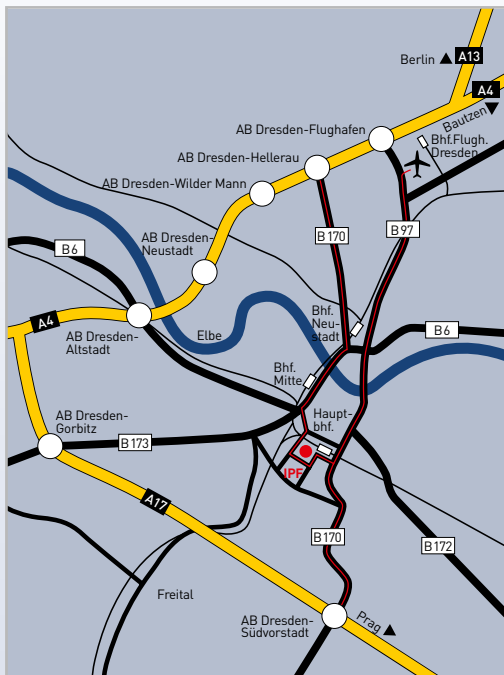 Berlin
A13
A4
Bautzen
AB Dresden-Flughafen
Bhf.Flugh.
Dresden
AB Dresden-Hellerau
AB Dresden-Wilder Mann
B170
B97
AB Dresden-
Neustadt
B6
A4
AB Dresden-
Altstadt
Elbe
Bhf.
Neu-
stadt
B6
Bhf.
Mitte
AB Dresden-
Gorbitz
B173
Haupt-
bhf.
IPF
A17
B170
B172
Freital
AB Dresden-
Südvorstadt
Prag